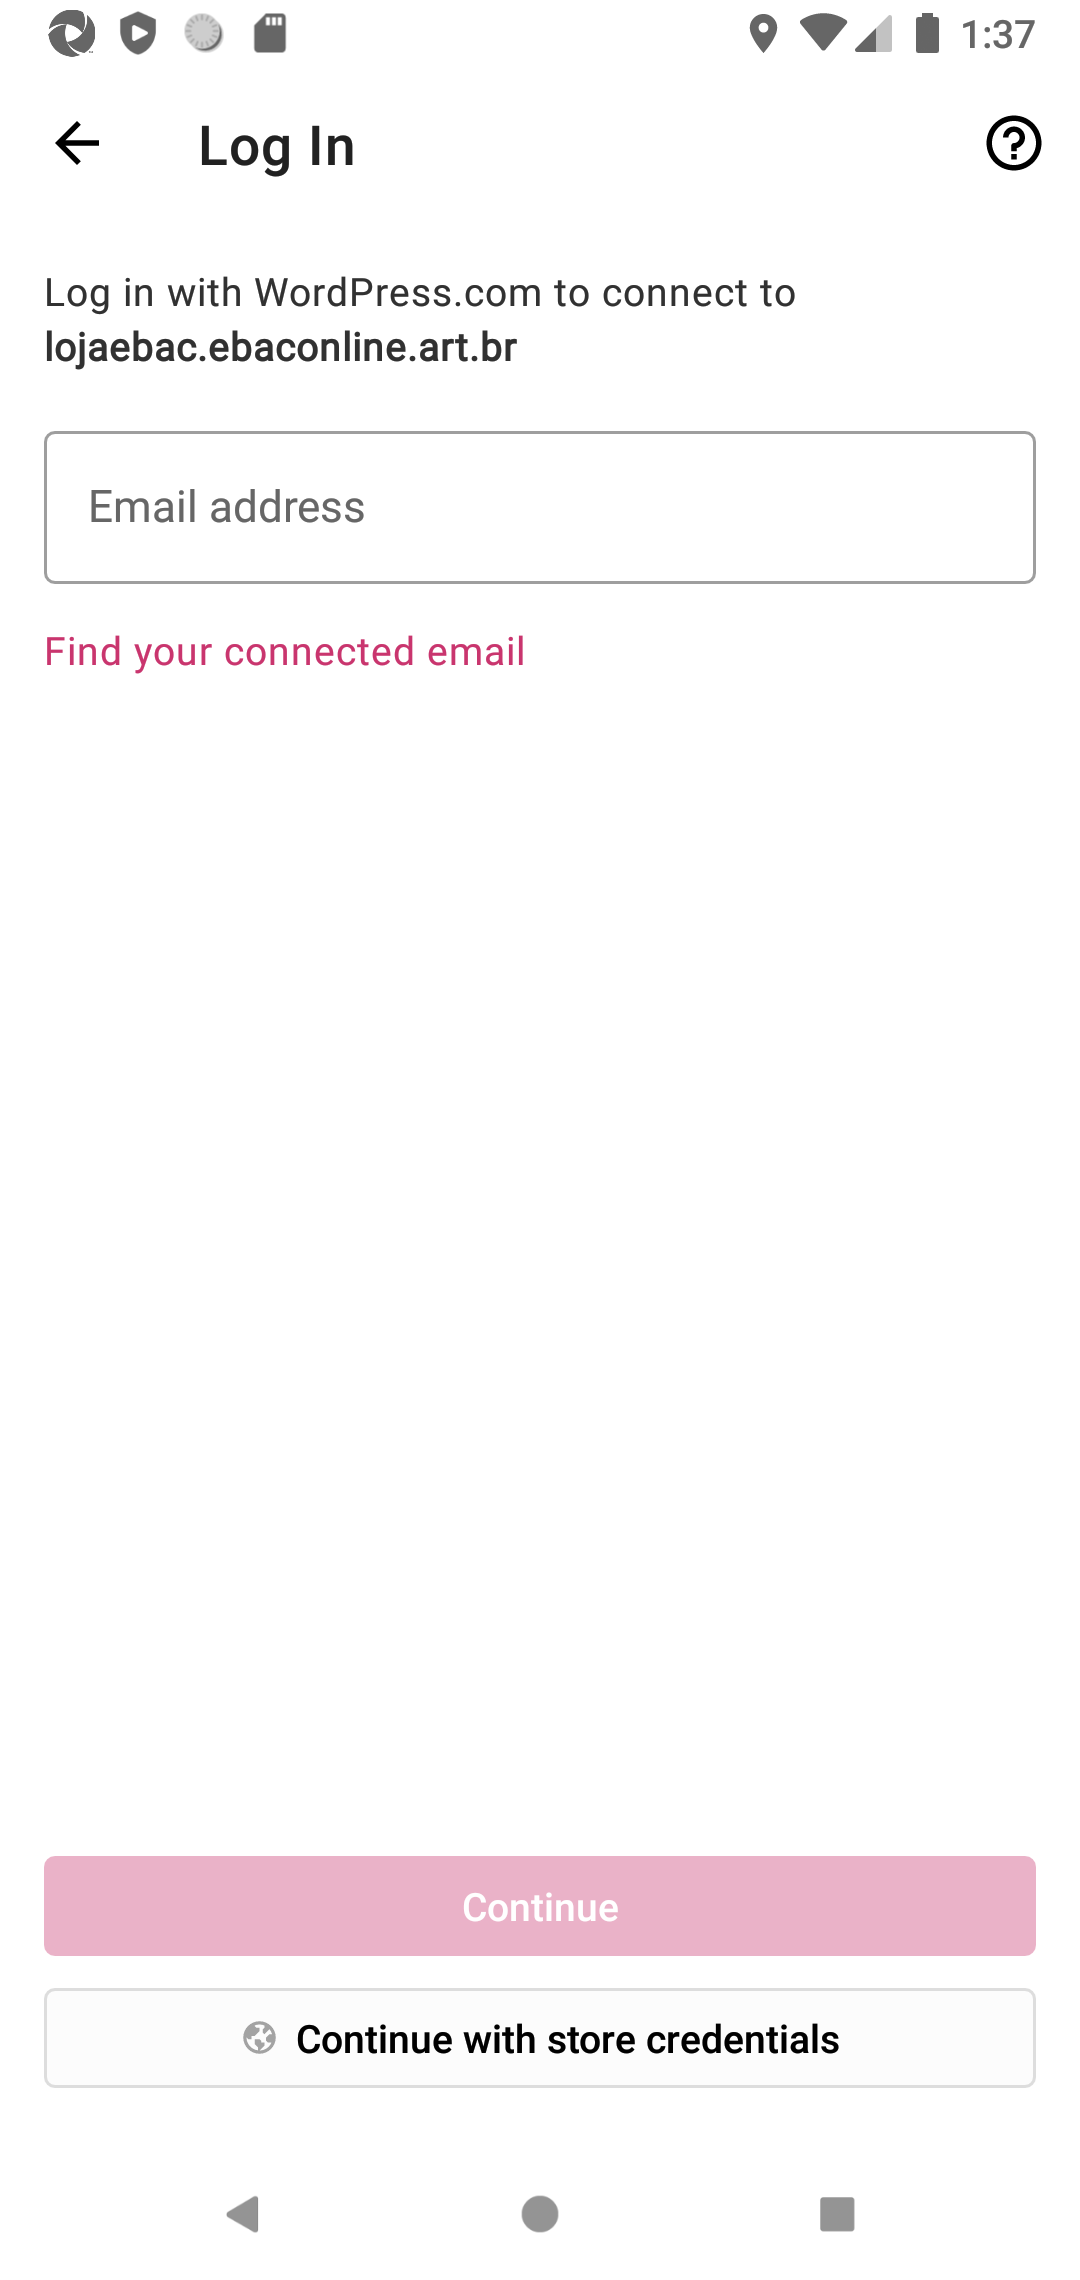 1:37
Log In
Log in with WordPress.com to connect to
lojaebac.ebaconline.art.br
Email address
Find your connected email
Continue
Continue with store credentials